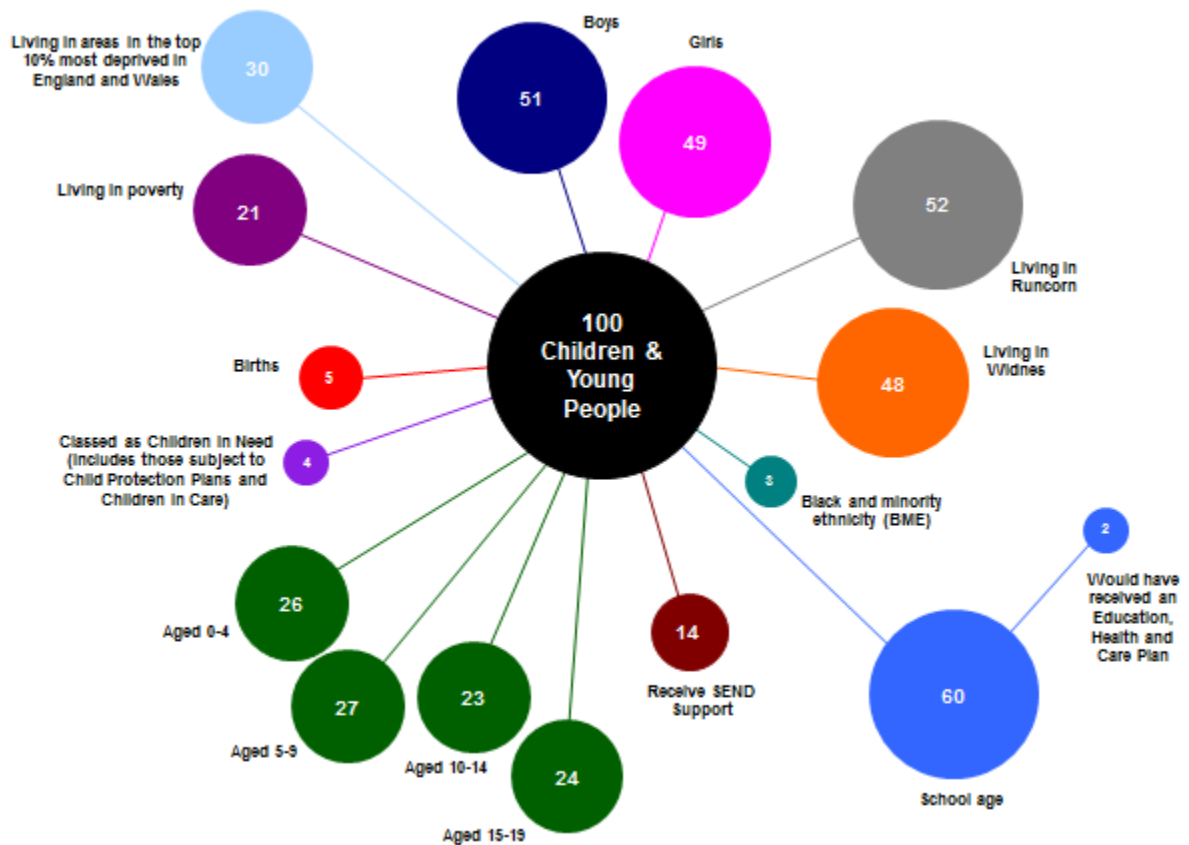 Boys
Girls
Living in areas in the top
10% most deprived in
England and Wales
30
51
49
Living in poverty
21
52
Living in
Runcorn
100
Children &
Young
People
Births
5
48
Living in
Widnes
Classed as Children in Need
(includes those subject to
Child Protection Plans and
Children in Care)
4
Black and minority
ethnicity (BME)
2
Would have
received an
Education,
Health and
Care Plan
26
Aged 0-4
27
Aged 5-9
23
Aged 10-14
24
Aged 15-19
14
Receive SEND
Support
60
School age